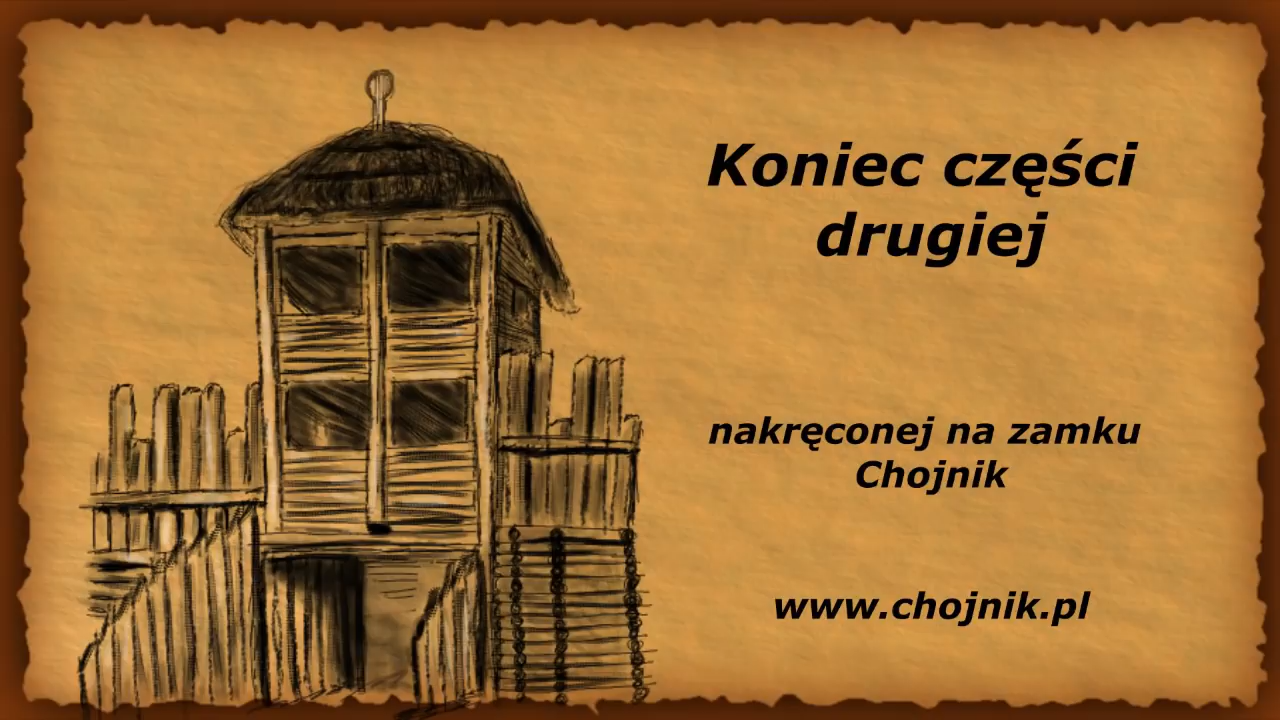 Koniec części
drugiej
nakręconej na zamku
Chojnik
www.chojnik.pl